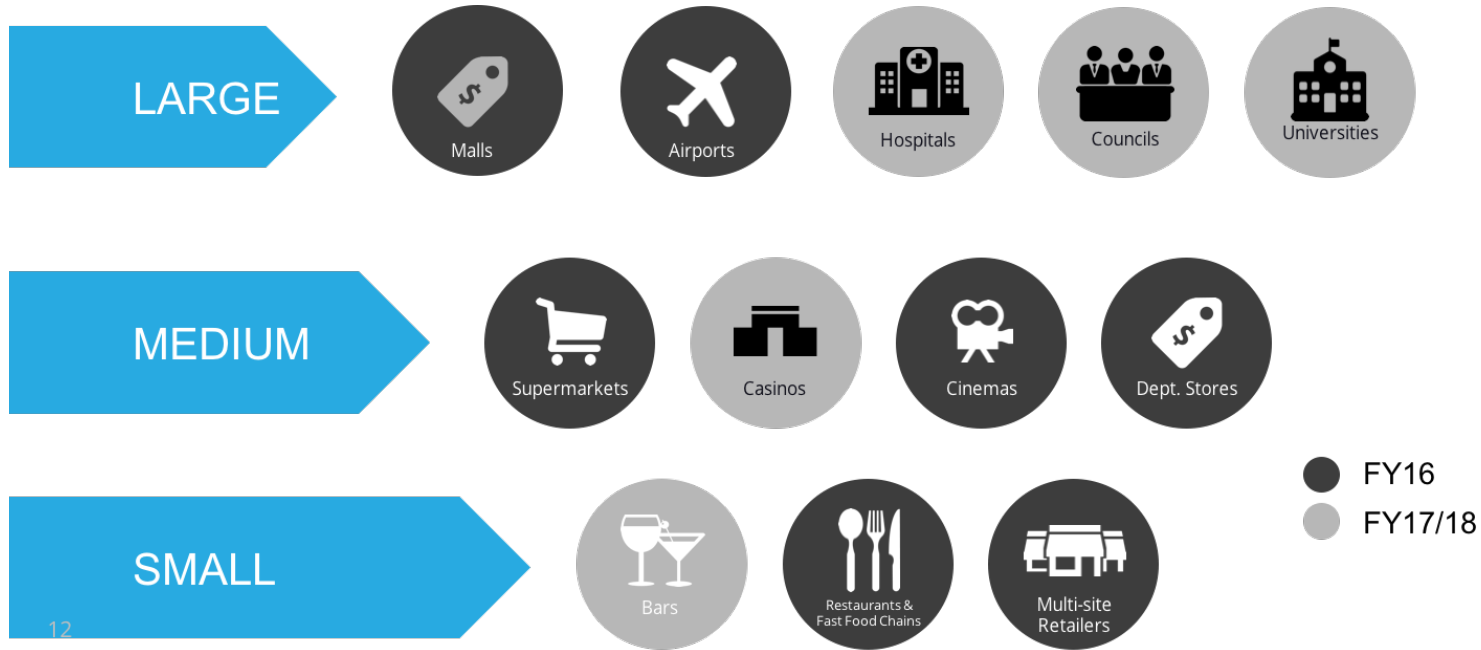 LARGE
$
Malls
Airports
Hospitals
Councils
Universities
MEDIUM
Supermarkets
Casinos
Cinemas
$
Dept. Stores
FY16
FY17/18
SMALL
Bars
Restaurants &
Fast Food Chains
Multi-site
Retailers
12